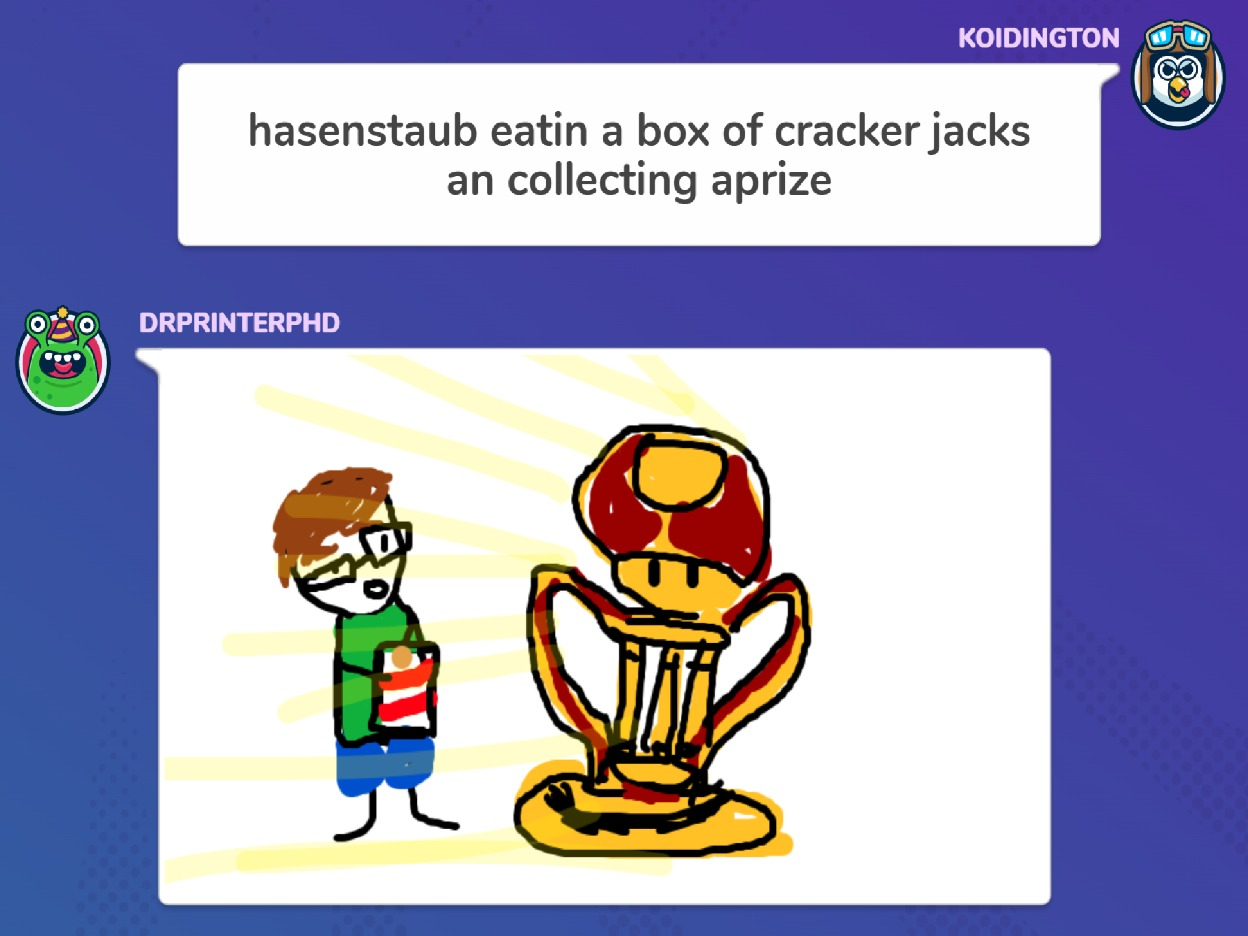 KOIDINGTON
hasenstaub eatin a box of cracker jacks
an collecting aprize
DRPRINTERPHD